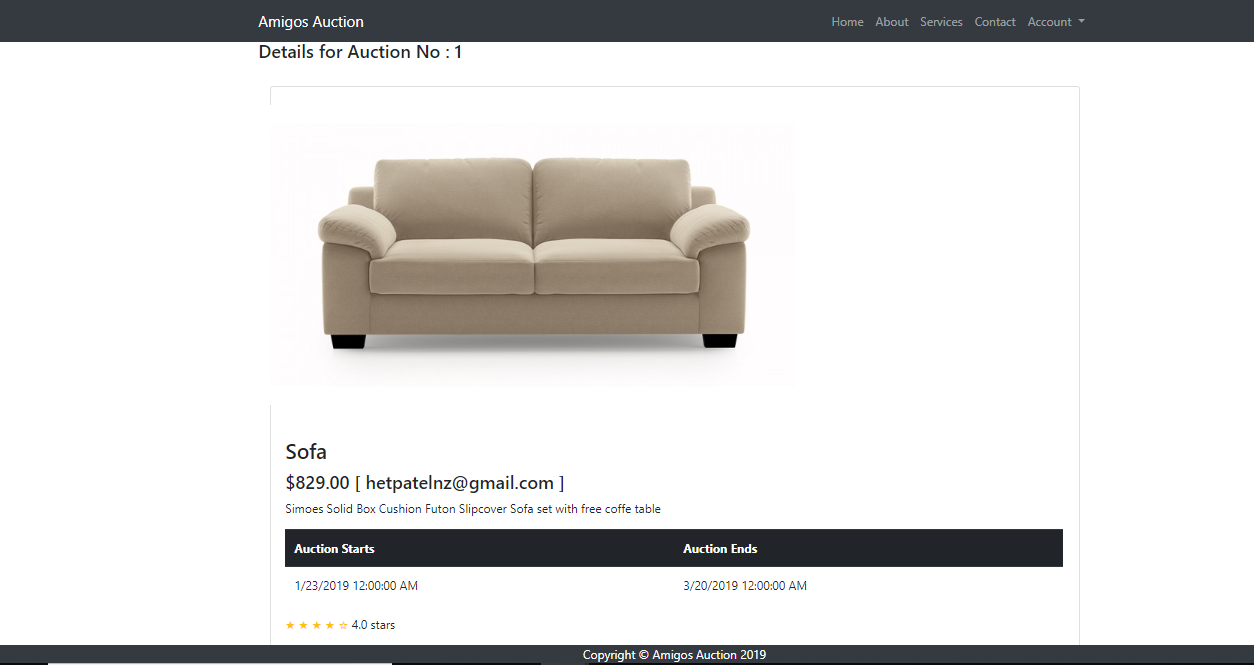 Amigos Auction
Home About Services Contact Account
Details for Auction No : 1
Sofa
$829.00 [ hetpatelnz@gmail.com ]
Simoes Solid Box Cushion Futon Slipcover Sofa set with free coffe table
Auction Starts Auction Ends
1/23/2019 12:00:00 AM 3/20/2019 12:00:00 AM
★ ★ ★ ★ ☆ 4.0 stars
Copyright © Amigos Auction 2019